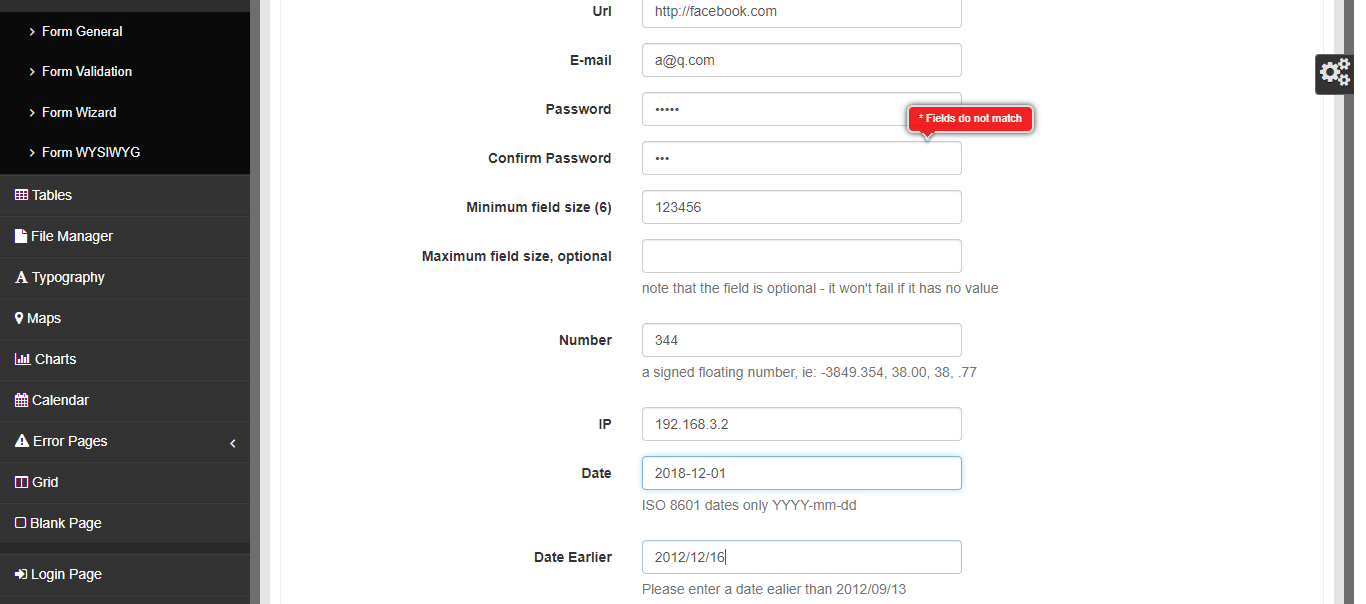 Form General
Form Validation
Form Wizard
Form WYSIWYG
Tables
File Manager
Typography
Maps
Charts
Calendar
Error Pages
Grid
Blank Page
Login Page
Url http://facebook.com
E-mail a@q.com
Password •••••
* Fields do not match
Confirm Password •••
Minimum field size (6) 123456
Maximum field size, optional
note that the field is optional - it won't fail if it has no value
Number 344
a signed floating number, ie: -3849.354, 38.00, 38, .77
IP 192.168.3.2
Date 2018-12-01
ISO 8601 dates only YYYY-mm-dd
Date Earlier 2012/12/16
Please enter a date ealier than 2012/09/13